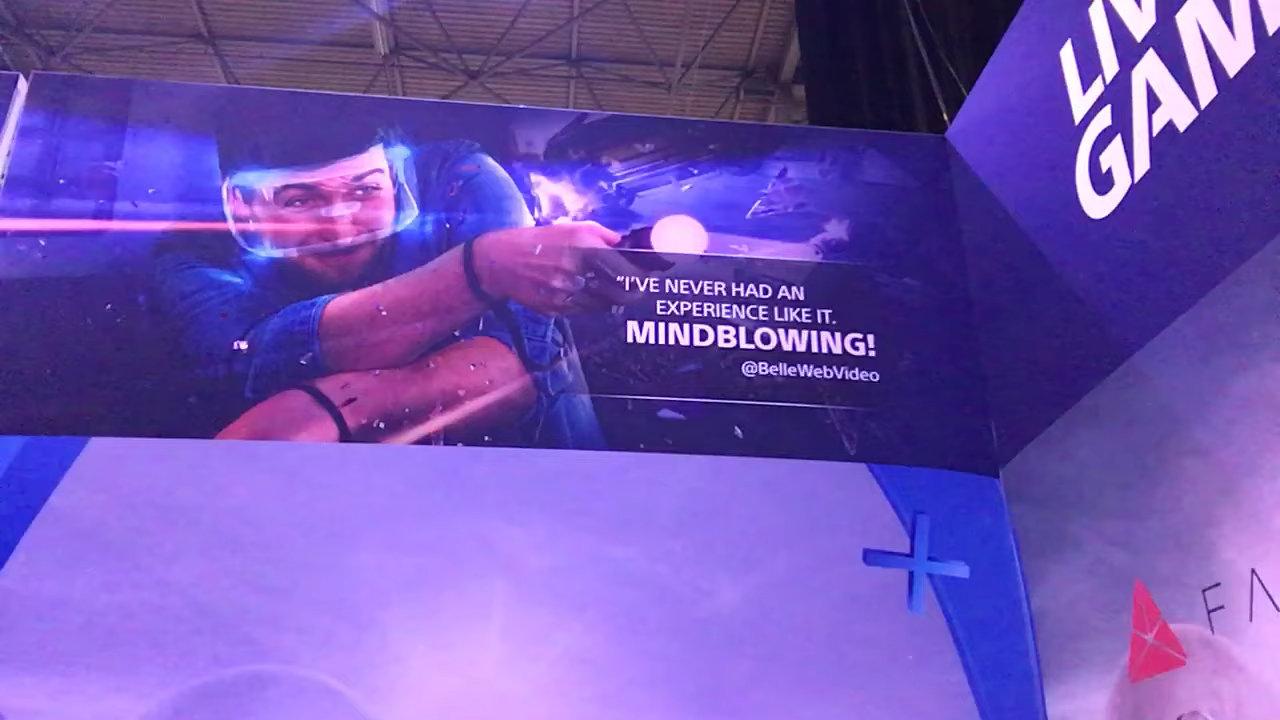 "I'VE NEVER HAD AN
EXPERIENCE LIKE IT.
MINDBLOWING!
@BelleWebVideo